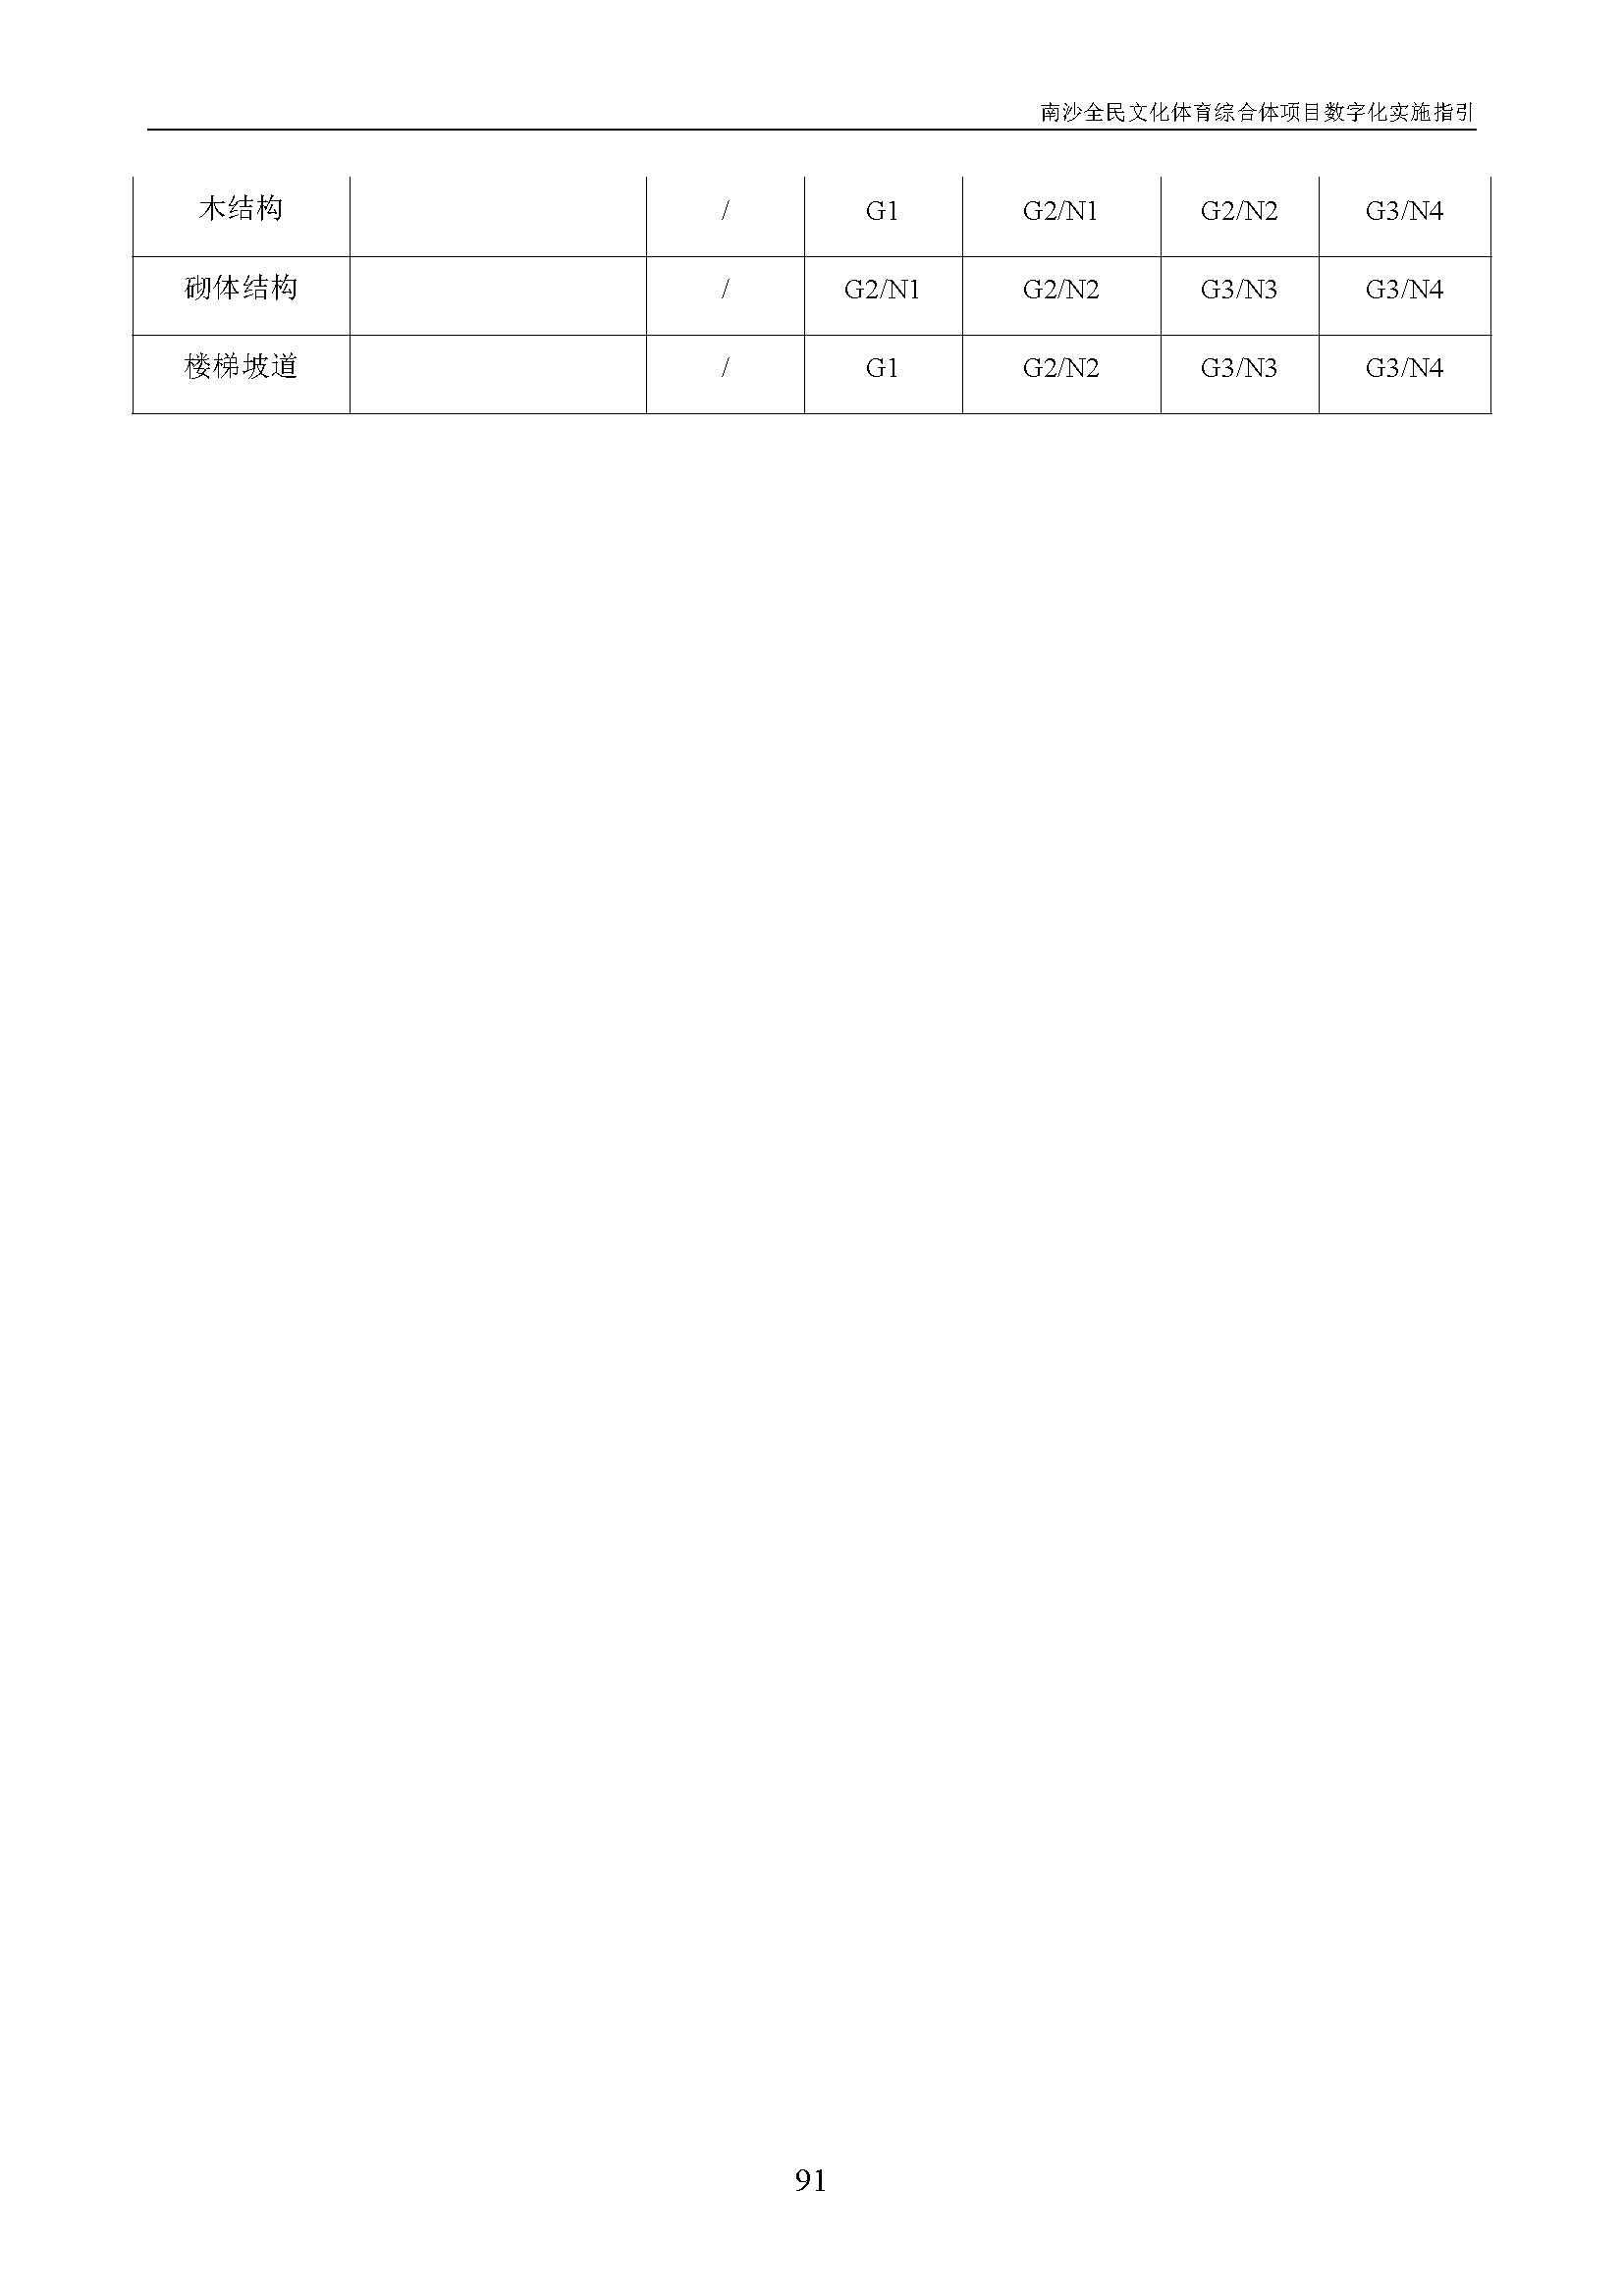 南沙全民文化体育综合体项目数字化实施指引
木结构 / G1 G2/N1 G2/N2 G3/N4
砌体结构 / G2/N1 G2/N2 G3/N3 G3/N4
楼梯坡道 / G1 G2/N2 G3/N3 G3/N4
91